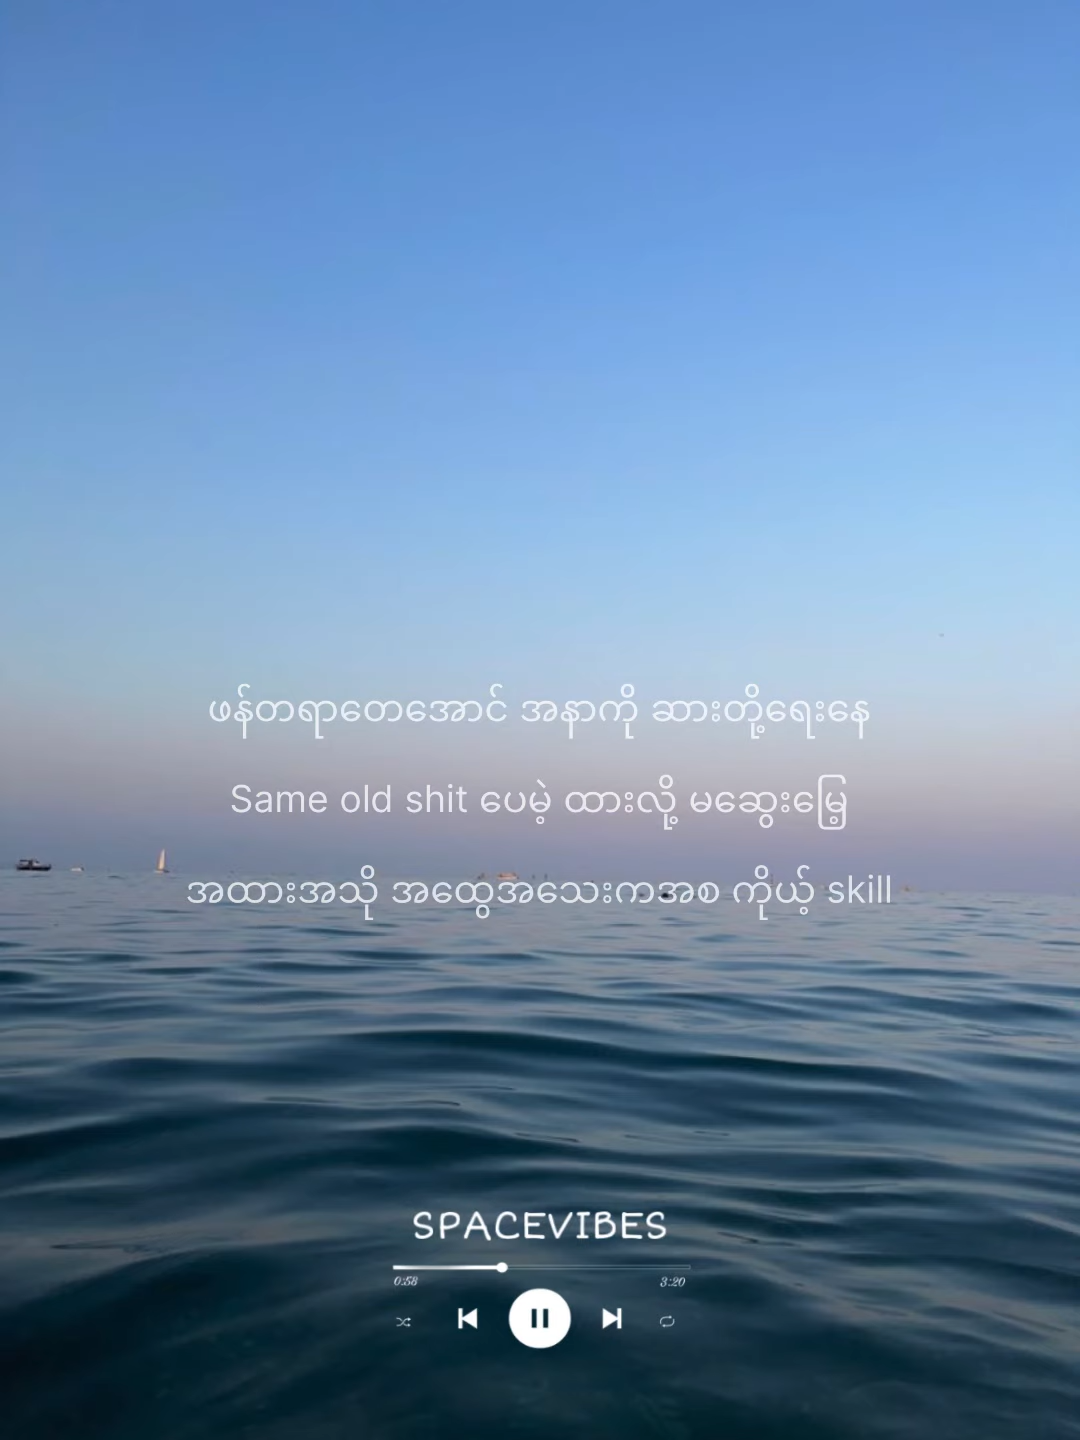 ဖန်တရာတေအောင် အနာကို ဆားတို့ရေးနေ
Same old shit ပေမဲ့ ထားလို့ မဆွေးမြေ့
အထားအသို အထွေအသေးကအစ ကိုယ့် skill
SPACEVIBES
0:58 3:20